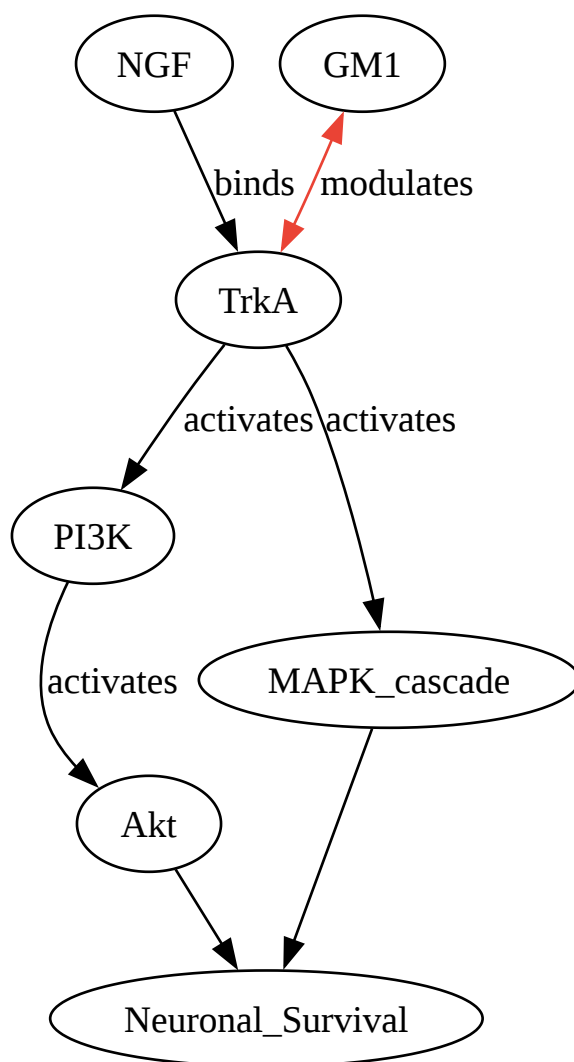 NGF
GM1
binds
modulates
TrkA
activates
activates
PI3K
activates
MAPK_cascade
Akt
Neuronal_Survival